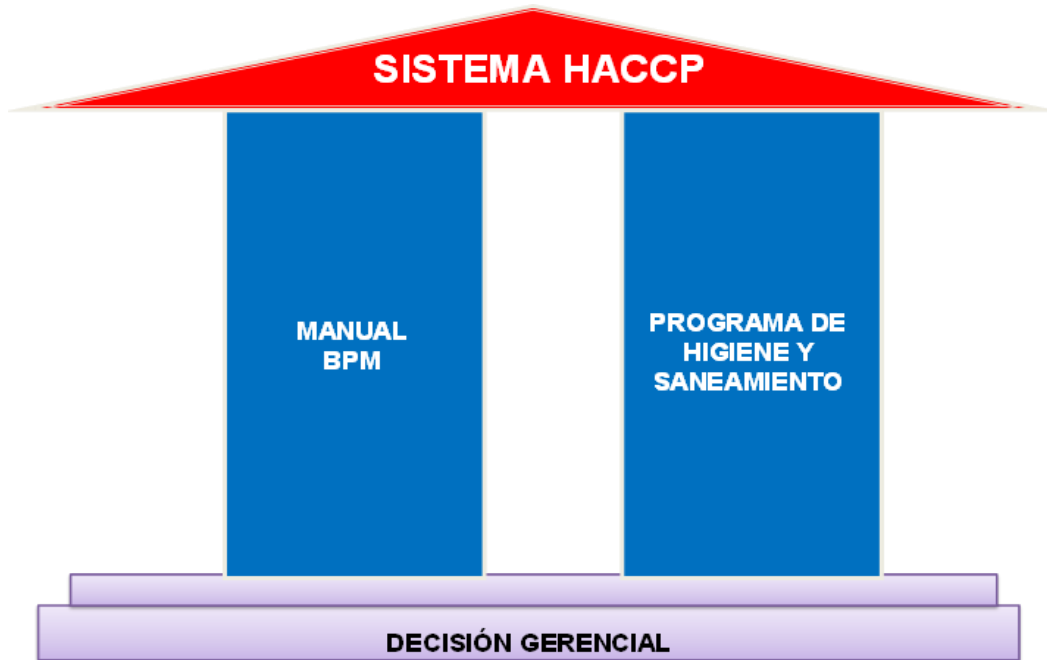 SISTEMA HACCP
MANUAL
BPM
PROGRAMA DE
HIGIENE Y
SANEAMIENTO
DECISIÓN GERENCIAL